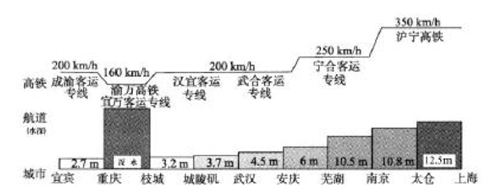 350 km/h
沪宁高铁
250 km/h
宁合客运
专线
200 km/h
160 km/h
200 km/h
高铁
成渝客运
专线
渝万高铁
宜万客运专线
汉宜客运
专线
武合客运
专线
航道
(水深)
2.7 m
深水
3.2 m
3.7 m
4.5 m
6 m
10.5 m
10.8 m
12.5m
城市
宜宾
重庆
枝城
城陵矶
武汉
安庆
芜湖
南京
太仓
上海